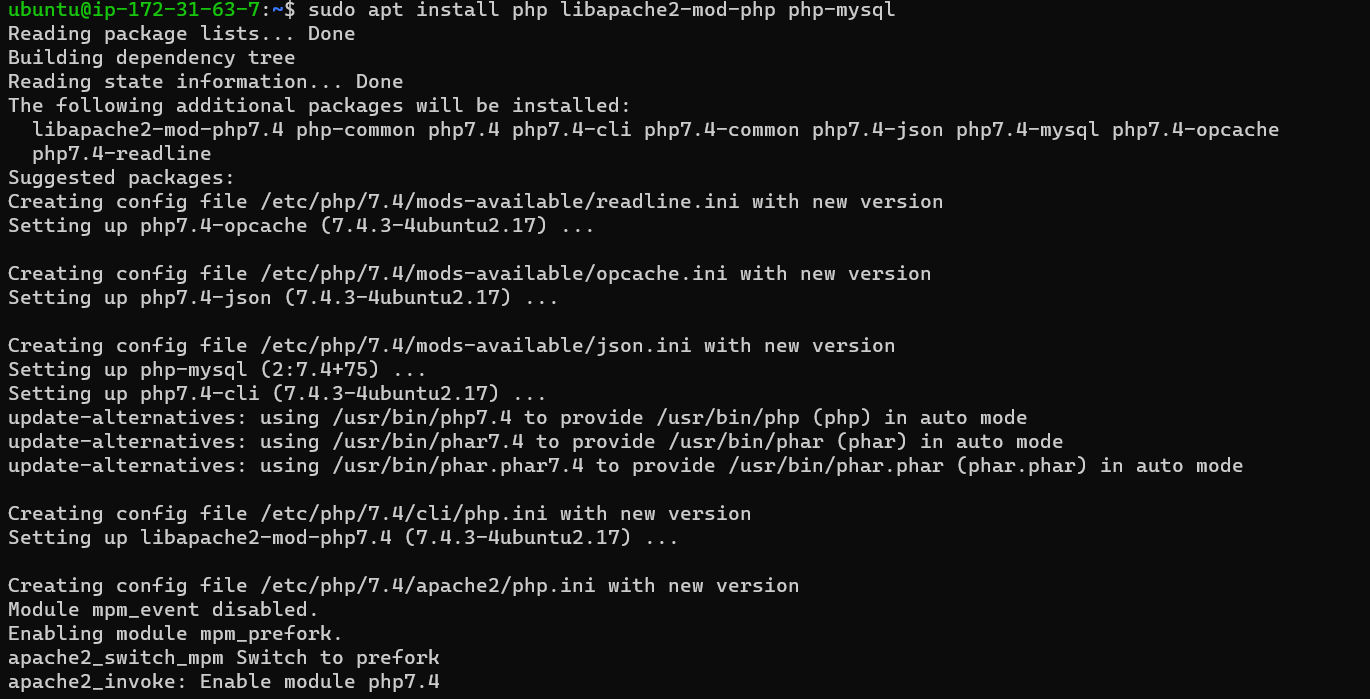 ubuntu@ip-172-31-63-7:~$ sudo apt install php libapache2-mod-php php-mysql
Reading package lists... Done
Building dependency tree
Reading state information... Done
The following additional packages will be installed:
  libapache2-mod-php7.4 php-common php7.4 php7.4-cli php7.4-common php7.4-json php7.4-mysql php7.4-opcache
  php7.4-readline
Suggested packages:
Creating config file /etc/php/7.4/mods-available/readline.ini with new version
Setting up php7.4-opcache (7.4.3-4ubuntu2.17) ...

Creating config file /etc/php/7.4/mods-available/opcache.ini with new version
Setting up php7.4-json (7.4.3-4ubuntu2.17) ...

Creating config file /etc/php/7.4/mods-available/json.ini with new version
Setting up php-mysql (2:7.4+75) ...
Setting up php7.4-cli (7.4.3-4ubuntu2.17) ...
update-alternatives: using /usr/bin/php7.4 to provide /usr/bin/php (php) in auto mode
update-alternatives: using /usr/bin/phar7.4 to provide /usr/bin/phar (phar) in auto mode
update-alternatives: using /usr/bin/phar.phar7.4 to provide /usr/bin/phar.phar (phar.phar) in auto mode

Creating config file /etc/php/7.4/cli/php.ini with new version
Setting up libapache2-mod-php7.4 (7.4.3-4ubuntu2.17) ...

Creating config file /etc/php/7.4/apache2/php.ini with new version
Module mpm_event disabled.
Enabling module mpm_prefork.
apache2_switch_mpm Switch to prefork
apache2_invoke: Enable module php7.4